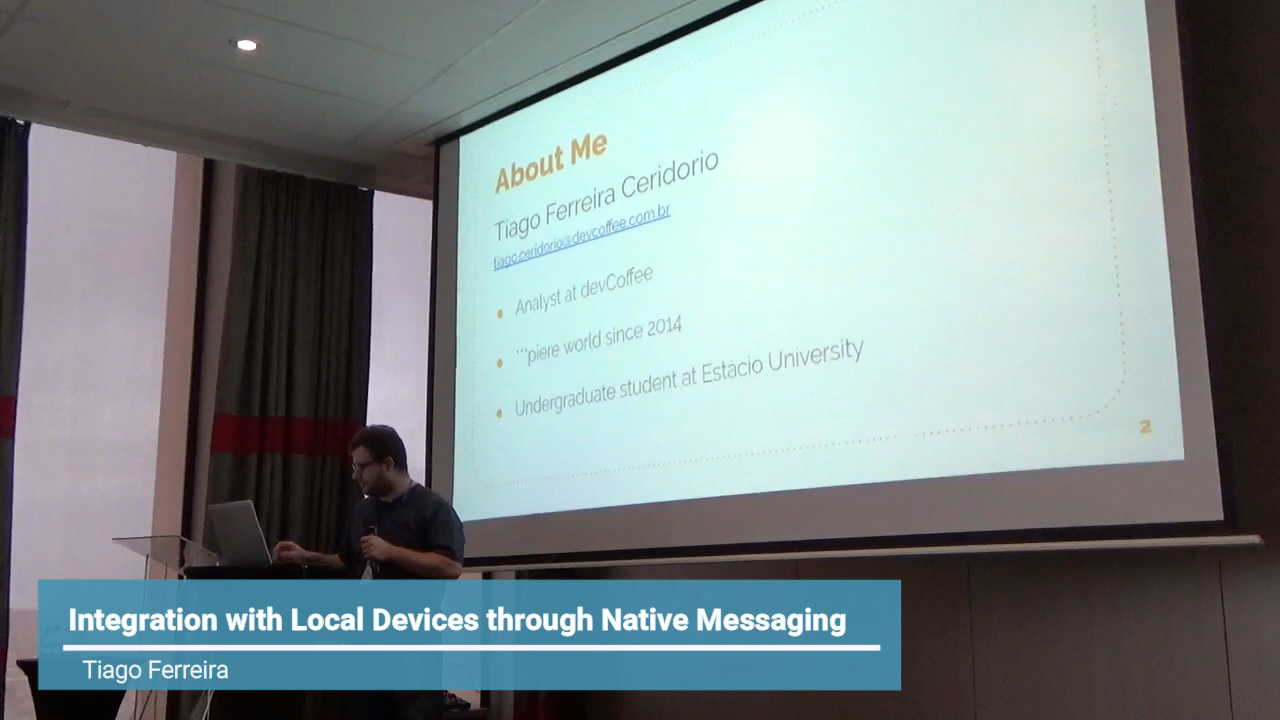 About Me
Tiago Ferreira Ceridorio
tiago.ceridorio@devcoffee.com.br
Analyst at devCoffee
***piere world since 2014
Undergraduate student at Estácio University
2
Integration with Local Devices through Native Messaging
Tiago Ferreira